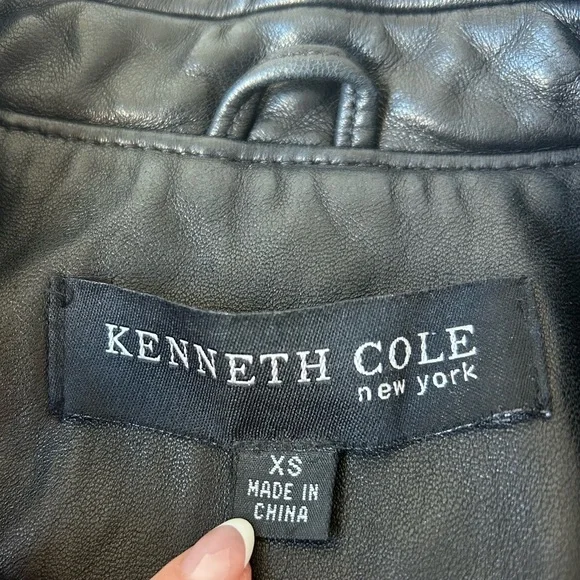 KENNETH COLE
new york
XS
MADE IN
CHINA